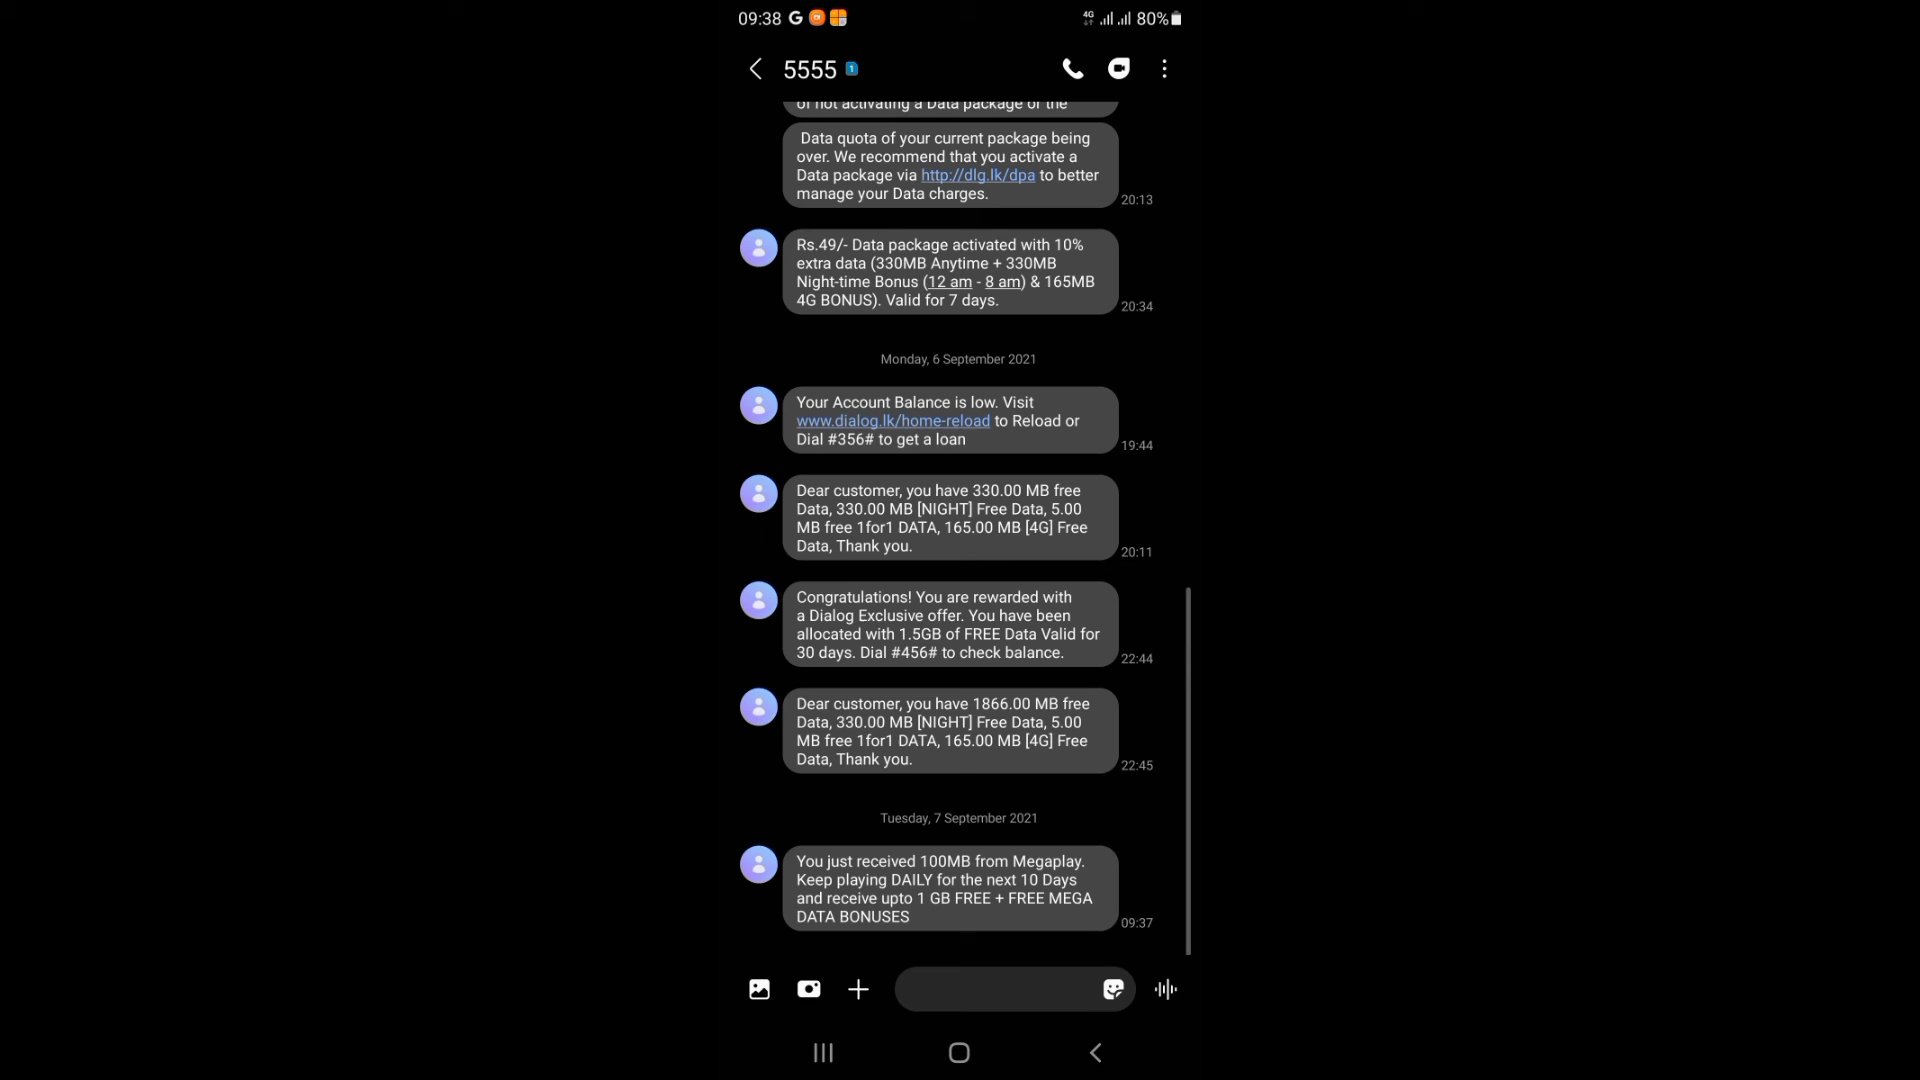 09:38 G
4G 80%
5555 1
of not activating a Data package or the
Data quota of your current package being
over. We recommend that you activate a
Data package via http://dlg.lk/dpa to better
manage your Data charges.
20:13
Rs.49/- Data package activated with 10%
extra data (330MB Anytime + 330MB
Night-time Bonus (12 am - 8 am) & 165MB
4G BONUS). Valid for 7 days.
20:34
Monday, 6 September 2021
Your Account Balance is low. Visit
www.dialog.lk/home-reload to Reload or
Dial #356# to get a loan
19:44
Dear customer, you have 330.00 MB free
Data, 330.00 MB [NIGHT] Free Data, 5.00
MB free 1for1 DATA, 165.00 MB [4G] Free
Data, Thank you.
20:11
Congratulations! You are rewarded with
a Dialog Exclusive offer. You have been
allocated with 1.5GB of FREE Data Valid for
30 days. Dial #456# to check balance.
22:44
Dear customer, you have 1866.00 MB free
Data, 330.00 MB [NIGHT] Free Data, 5.00
MB free 1for1 DATA, 165.00 MB [4G] Free
Data, Thank you.
22:45
Tuesday, 7 September 2021
You just received 100MB from Megaplay.
Keep playing DAILY for the next 10 Days
and receive upto 1 GB FREE + FREE MEGA
DATA BONUSES
09:37